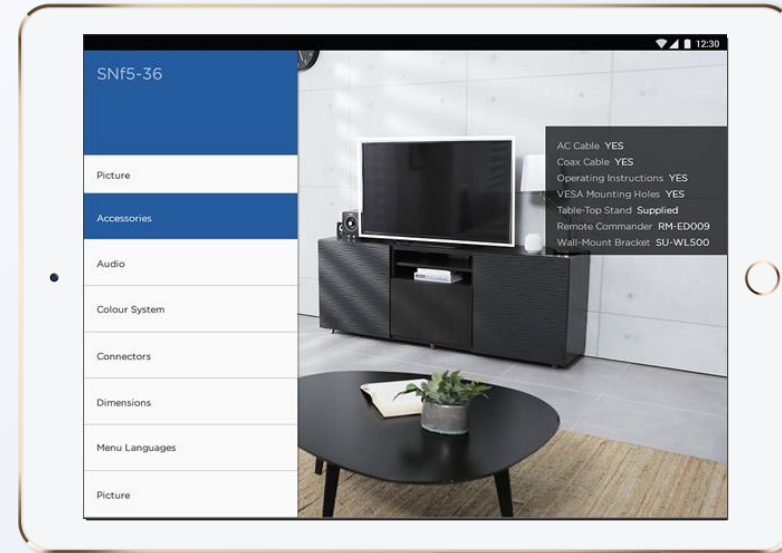 12:30
SNf5-36
Picture
Accessories
Audio
Colour System
Connectors
Dimensions
Menu Languages
Picture
AC Cable YES
Coax Cable YES
Operating Instructions YES
VESA Mounting Holes YES
Table-Top Stand Supplied
Remote Commander RM-ED009
Wall-Mount Bracket SU-WL500